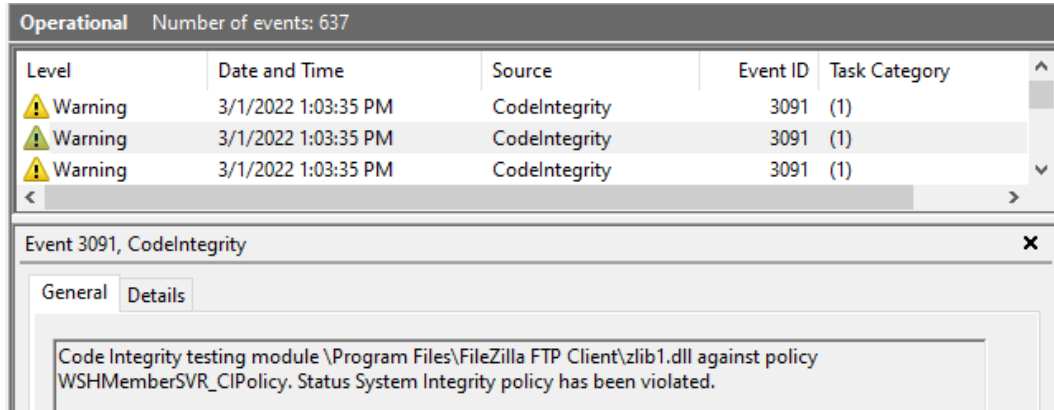 Operational Number of events: 637
Level Date and Time Source Event ID Task Category
Warning 3/1/2022 1:03:35 PM CodeIntegrity 3091 (1)
Warning 3/1/2022 1:03:35 PM CodeIntegrity 3091 (1)
Warning 3/1/2022 1:03:35 PM CodeIntegrity 3091 (1)
Event 3091, CodeIntegrity
General Details
Code Integrity testing module \Program Files\FileZilla FTP Client\zlib1.dll against policy
WSHMemberSVR_CIPolicy. Status System Integrity policy has been violated.